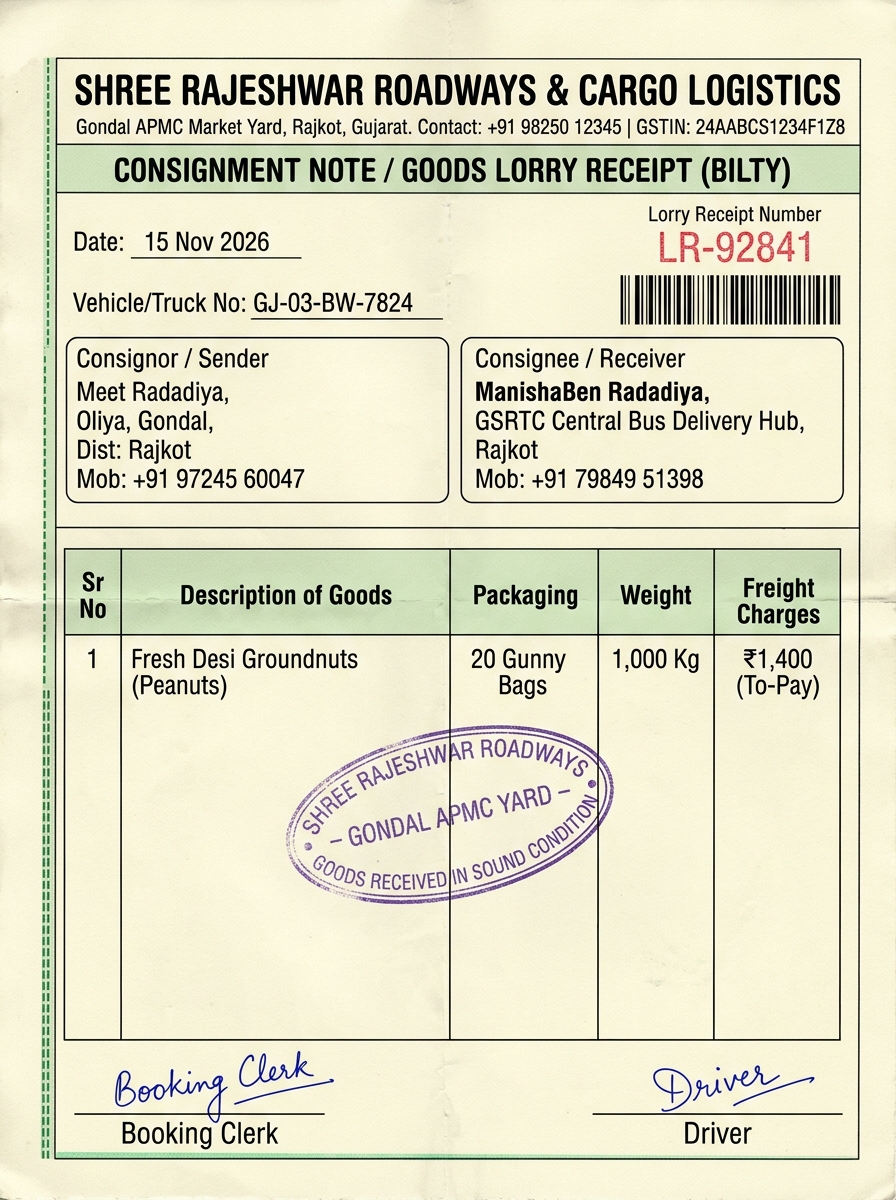 SHREE RAJESHWAR ROADWAYS & CARGO LOGISTICS
Gondal APMC Market Yard, Rajkot, Gujarat. Contact: +91 98250 12345 | GSTIN: 24AABCS1234F1Z8
CONSIGNMENT NOTE / GOODS LORRY RECEIPT (BILTY)
Lorry Receipt Number
LR-92841
Date: 15 Nov 2026
Vehicle/Truck No: GJ-03-BW-7824
Consignor / Sender
Meet Radadiya,
Oliya, Gondal,
Dist: Rajkot
Mob: +91 97245 60047
Consignee / Receiver
ManishaBen Radadiya,
GSRTC Central Bus Delivery Hub,
Rajkot
Mob: +91 79849 51398
Sr No Description of Goods Packaging Weight Freight Charges
1 Fresh Desi Groundnuts 20 Gunny 1,000 Kg ₹1,400
(Peanuts) Bags (To-Pay)
SHREE RAJESHWAR ROADWAYS
– GONDAL APMC YARD –
GOODS RECEIVED IN SOUND CONDITION
Booking Clerk Driver
Booking Clerk Driver